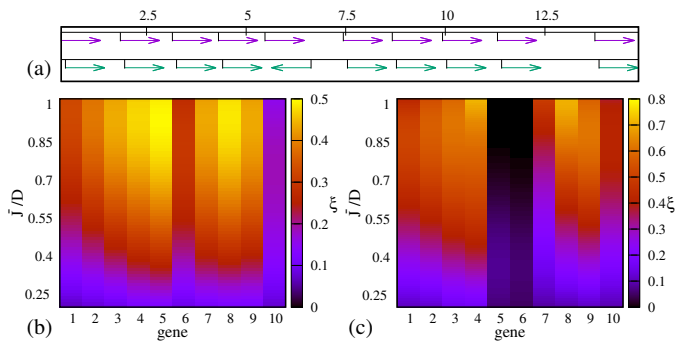 2.5 5 7.5 10 12.5
(a)
1 0.5 1 0.8
0.85 0.4 0.85 0.7
0.7 0.3 0.7 0.6
0.55 0.2 0.55 0.5
0.4 0.1 0.4 0.4
0.25 0 0.25 0.3
0.2
0.1
0
J̄/D ξ J̄/D ξ
1 2 3 4 5 6 7 8 9 10 1 2 3 4 5 6 7 8 9 10
(b) gene (c) gene